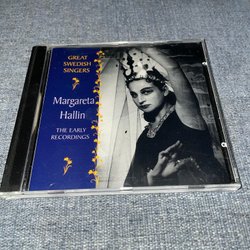 GREAT
SWEDISH
SINGERS
Margareta
Hallin
THE EARLY
RECORDINGS